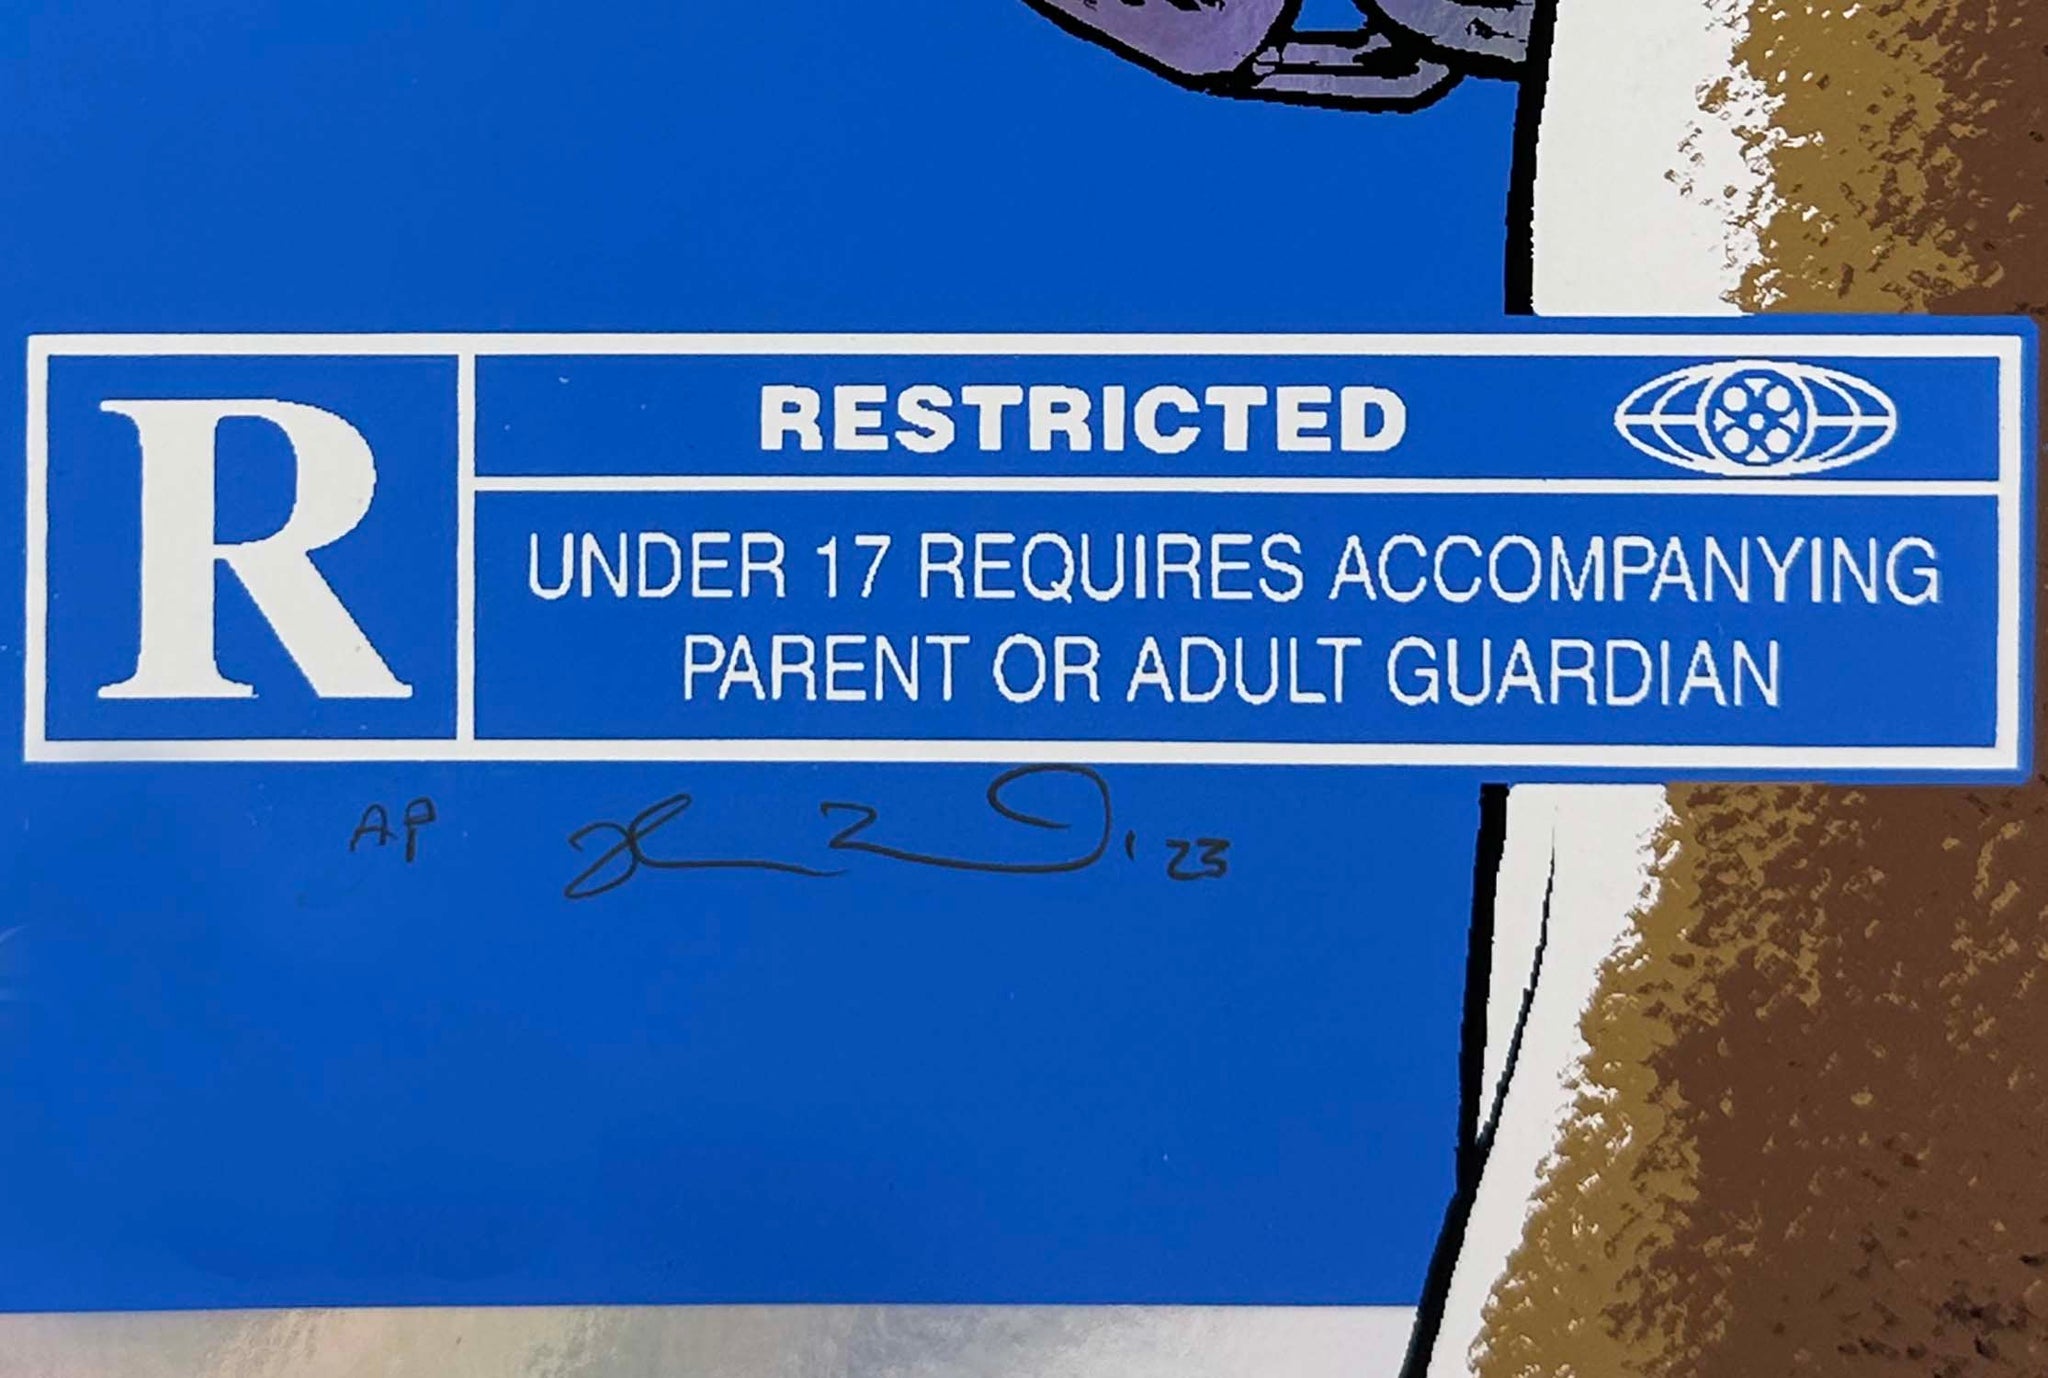 R
RESTRICTED
UNDER 17 REQUIRES ACCOMPANYING
PARENT OR ADULT GUARDIAN
AP '23